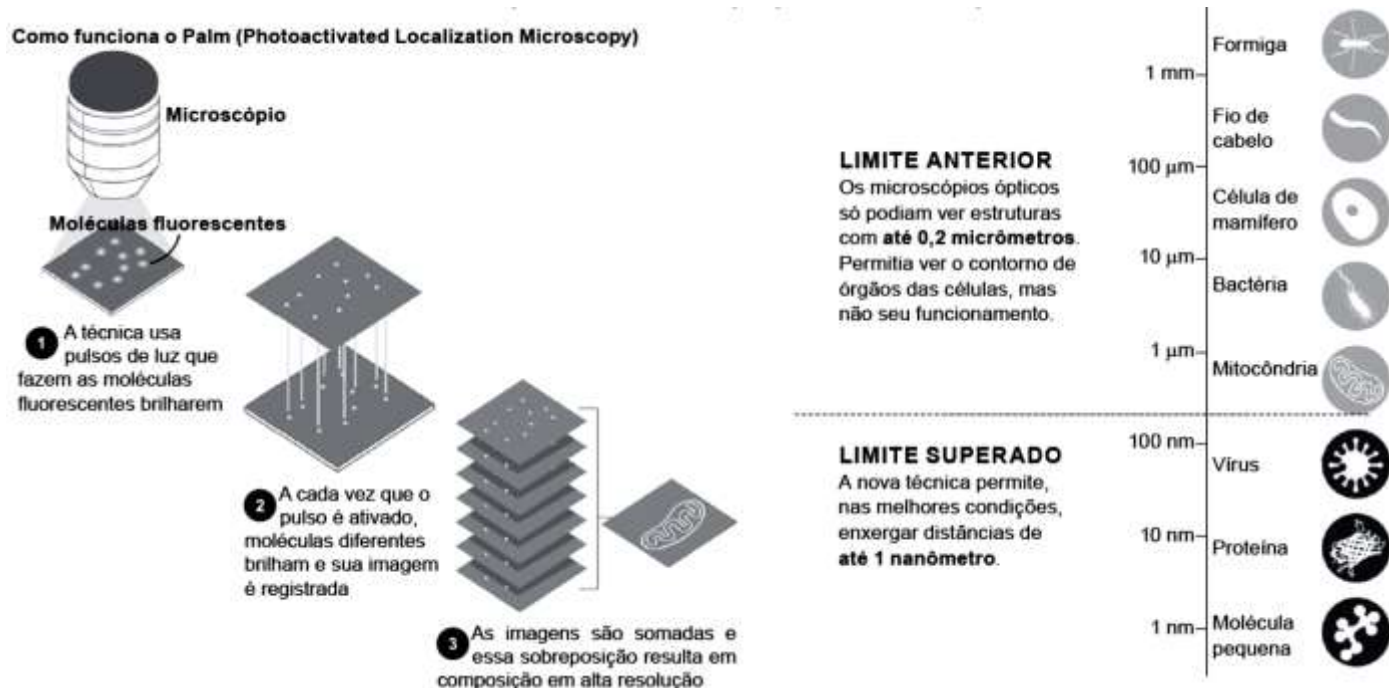 Como funciona o Palm (Photoactivated Localization Microscopy)
Microscópio
Moléculas fluorescentes
1 A técnica usa
pulsos de luz que
fazem as moléculas
fluorescentes brilharem
2 A cada vez que o
pulso é ativado,
moléculas diferentes
brilham e sua imagem
é registrada
3 As imagens são somadas e
essa sobreposição resulta em
composição em alta resolução
LIMITE ANTERIOR
Os microscópios ópticos
só podiam ver estruturas
com até 0,2 micrômetros.
Permitia ver o contorno de
órgãos das células, mas
não seu funcionamento.
LIMITE SUPERADO
A nova técnica permite,
nas melhores condições,
enxergar distâncias de
até 1 nanômetro.
Formiga
1 mm
Fio de
cabelo
100 µm
Célula de
mamífero
10 µm
Bactéria
1 µm
Mitocôndria
100 nm
Vírus
10 nm
Proteína
1 nm
Molécula
pequena